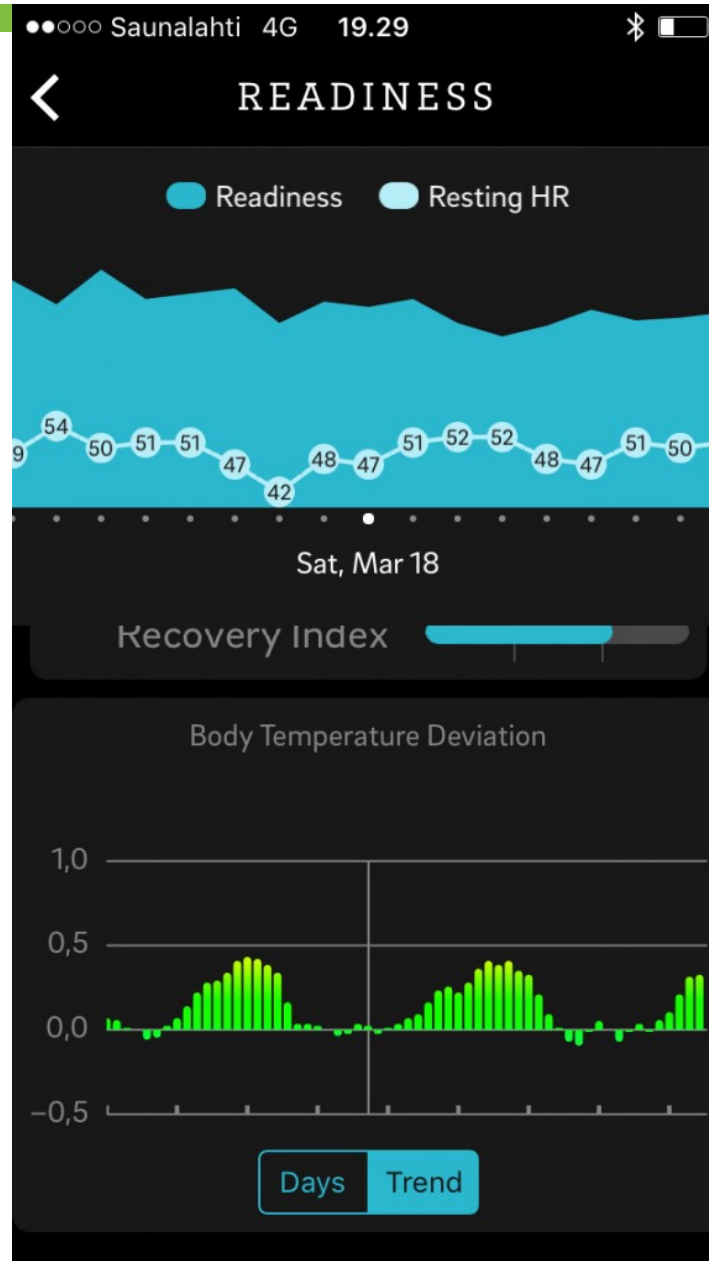 Saunalahti 4G 19.29
READINESS
Readiness Resting HR
9 54 50 51 51 47 42 48 47 51 52 52 48 47 51 50
Sat, Mar 18
Recovery Index
Body Temperature Deviation
1,0
0,5
0,0
−0,5
Days Trend